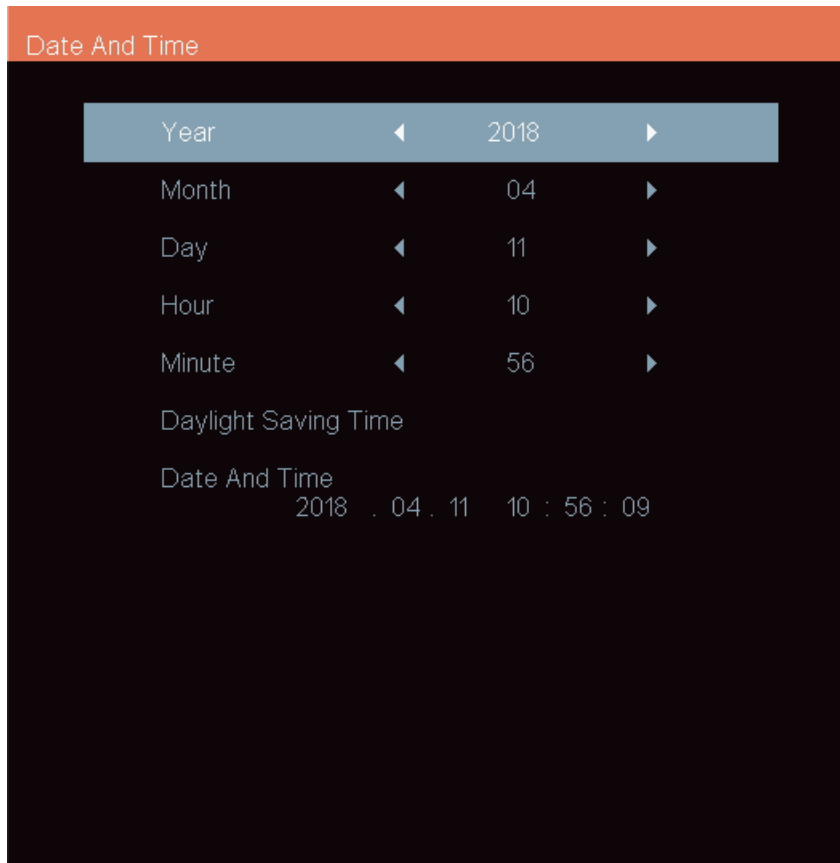 Date And Time
Year 2018
Month 04
Day 11
Hour 10
Minute 56
Daylight Saving Time
Date And Time
2018 . 04 . 11 10 : 56 : 09